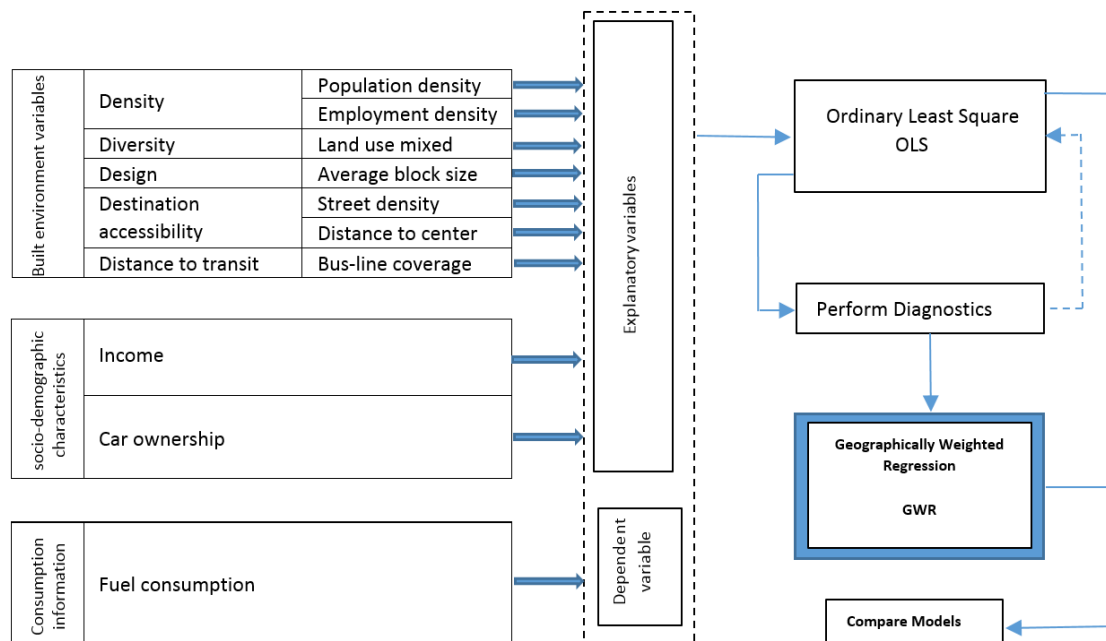 Built environment variables
Density
Population density
Employment density
Diversity
Land use mixed
Design
Average block size
Destination
accessibility
Street density
Distance to center
Distance to transit
Bus-line coverage
socio-demographic
characteristics
Income
Car ownership
Consumption
information
Fuel consumption
Explanatory variables
Dependent
variable
Ordinary Least Square
OLS
Perform Diagnostics
Geographically Weighted
Regression
GWR
Compare Models